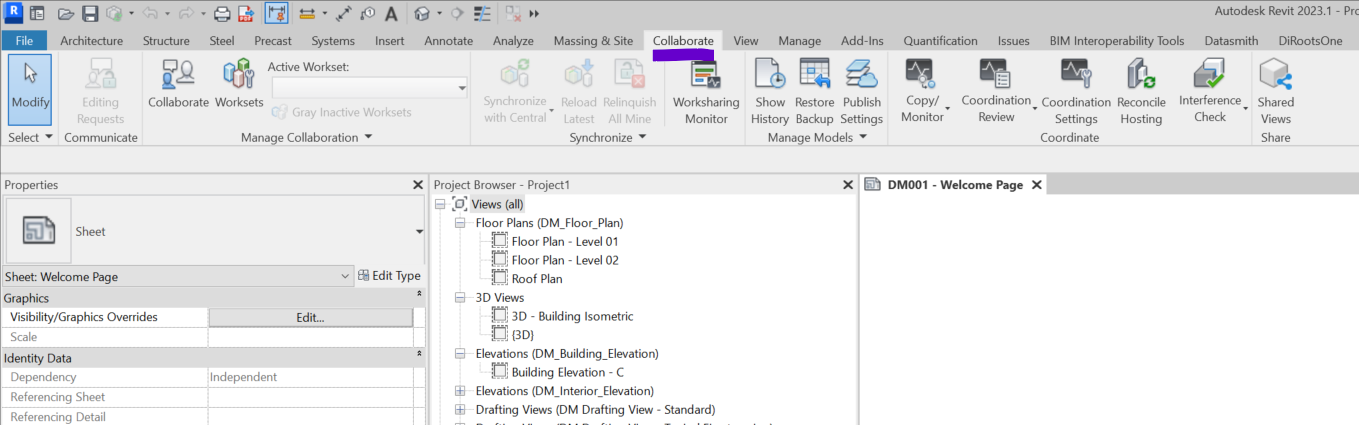 Autodesk Revit 2023.1 - Pro
File Architecture Structure Steel Precast Systems Insert Annotate Analyze Massing & Site Collaborate View Manage Add-Ins Quantification Issues BIM Interoperability Tools Datasmith DiRootsOne
Modify
Editing
Requests
Collaborate
Worksets
Active Workset:
Gray Inactive Worksets
Synchronize
with Central
Reload
Latest
Relinquish
All Mine
Worksharing
Monitor
Show
History
Restore
Backup
Publish
Settings
Copy/
Monitor
Coordination
Review
Coordination
Settings
Reconcile
Hosting
Interference
Check
Shared
Views
Select Communicate Manage Collaboration Synchronize Manage Models Coordinate Share
Properties
Sheet
Sheet: Welcome Page Edit Type
Graphics
Visibility/Graphics Overrides Edit...
Scale
Identity Data
Dependency Independent
Referencing Sheet
Referencing Detail
Project Browser - Project1
Views (all)
Floor Plans (DM_Floor_Plan)
Floor Plan - Level 01
Floor Plan - Level 02
Roof Plan
3D Views
3D - Building Isometric
{3D}
Elevations (DM_Building_Elevation)
Building Elevation - C
Elevations (DM_Interior_Elevation)
Drafting Views (DM Drafting View - Standard)
DM001 - Welcome Page